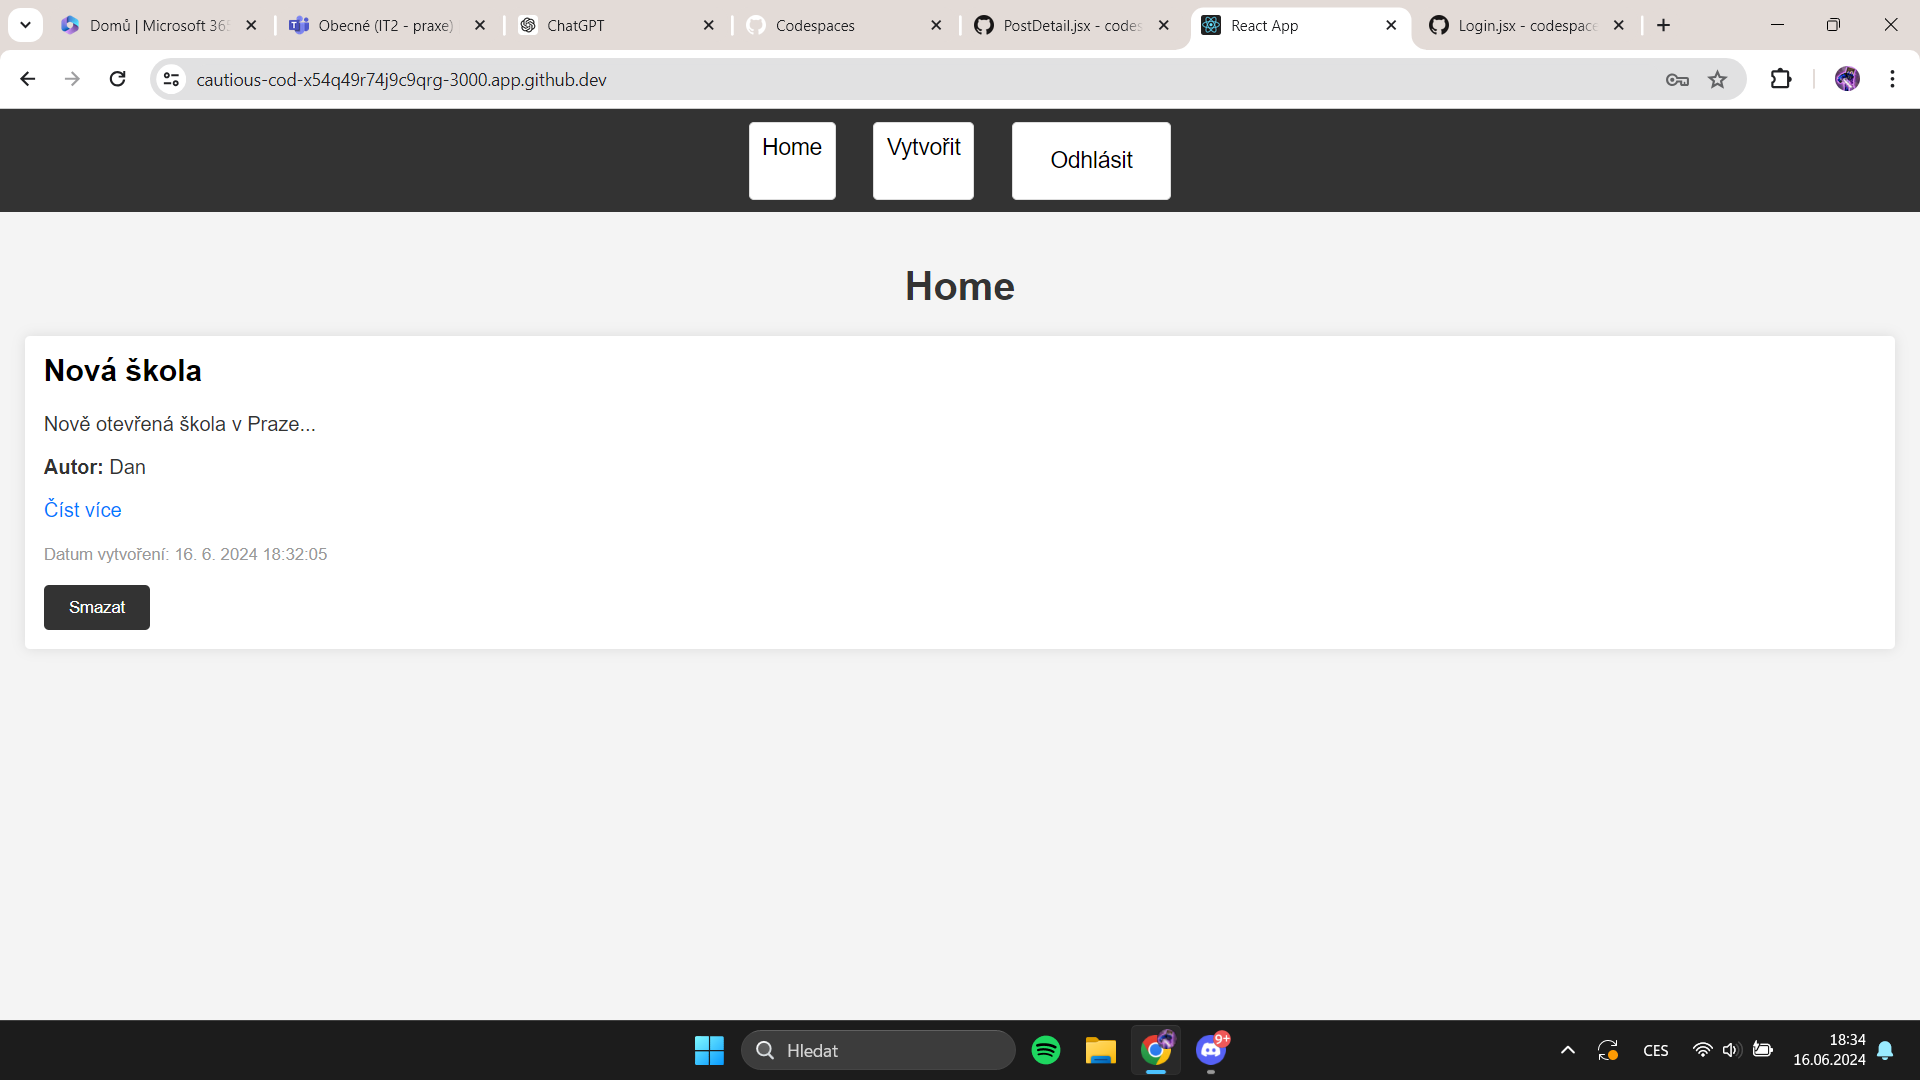 Domů | Microsoft 365
Obecné (IT2 - praxe)
ChatGPT
Codespaces
PostDetail.jsx - codes
React App
Login.jsx - codespace
cautious-cod-x54q49r74j9c9qrg-3000.app.github.dev
Home
Vytvořit
Odhlásit
Home
Nová škola
Nově otevřená škola v Praze...
Autor: Dan
Číst více
Datum vytvoření: 16. 6. 2024 18:32:05
Smazat
Hledat
9+
CES
18:34
16.06.2024